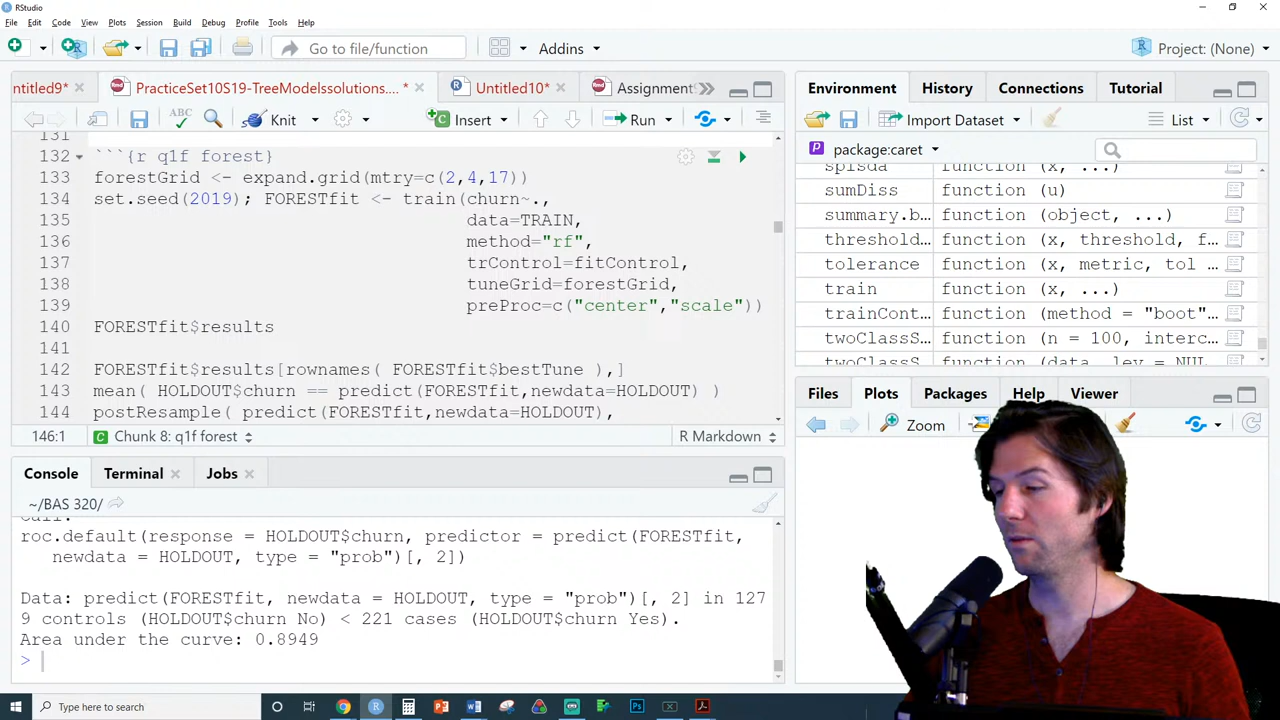 RStudio
File Edit Code View Plots Session Build Debug Profile Tools Help
Go to file/function Addins Project: (None)
ntitled9* PracticeSet10S19-TreeModelssolutions.... * Untitled10* Assignment
ABC Knit Insert Run
131
132 ```{r q1f forest}
133 forestGrid <- expand.grid(mtry=c(2,4,17))
134 set.seed(2019); FORESTfit <- train(churn~.,
135 data=TRAIN,
136 method="rf",
137 trControl=fitControl,
138 tuneGrid=forestGrid,
139 preProc=c("center","scale"))
140 FORESTfit$results
141
142 FORESTfit$results[rownames( FORESTfit$bestTune ),]
143 mean( HOLDOUT$churn == predict(FORESTfit,newdata=HOLDOUT) )
144 postResample( predict(FORESTfit,newdata=HOLDOUT),
146:1 Chunk 8: q1f forest R Markdown
Console Terminal Jobs
~/BAS 320/
Call:
roc.default(response = HOLDOUT$churn, predictor = predict(FORESTfit,
newdata = HOLDOUT, type = "prob")[, 2])
Data: predict(FORESTfit, newdata = HOLDOUT, type = "prob")[, 2] in 127
9 controls (HOLDOUT$churn No) < 221 cases (HOLDOUT$churn Yes).
Area under the curve: 0.8949
>
Environment History Connections Tutorial
Import Dataset List
package:caret
spisda function (x, ...)
sumDiss function (u)
summary.b... function (object, ...)
threshold... function (x, threshold, f...
tolerance function (x, metric, tol ...
train function (x, ...)
trainCont... function (method = "boot"...
twoClassS... function (n = 100, interc...
twoClassS... function (data, lev = NUL...
Files Plots Packages Help Viewer
Zoom
Type here to search